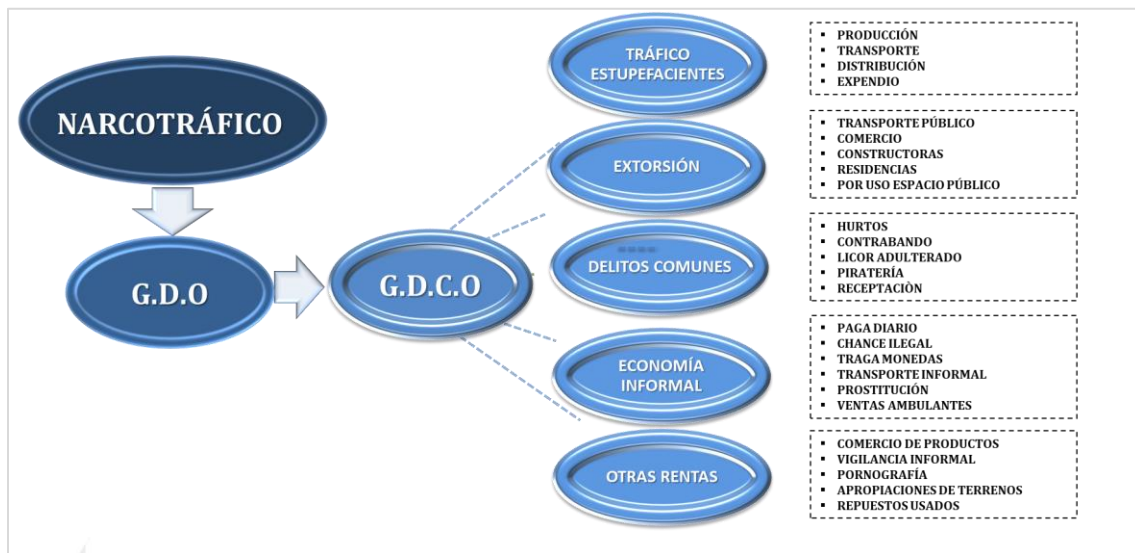 NARCOTRÁFICO
G.D.O
G.D.C.O
TRÁFICO
ESTUPEFACIENTES
▪ PRODUCCIÓN
▪ TRANSPORTE
▪ DISTRIBUCIÓN
▪ EXPENDIO
EXTORSIÓN
▪ TRANSPORTE PÚBLICO
▪ COMERCIO
▪ CONSTRUCTORAS
▪ RESIDENCIAS
▪ POR USO ESPACIO PÚBLICO
DELITOS COMUNES
▪ HURTOS
▪ CONTRABANDO
▪ LICOR ADULTERADO
▪ PIRATERÍA
▪ RECEPTACIÒN
ECONOMÍA
INFORMAL
▪ PAGA DIARIO
▪ CHANCE ILEGAL
▪ TRAGA MONEDAS
▪ TRANSPORTE INFORMAL
▪ PROSTITUCIÓN
▪ VENTAS AMBULANTES
OTRAS RENTAS
▪ COMERCIO DE PRODUCTOS
▪ VIGILANCIA INFORMAL
▪ PORNOGRAFÍA
▪ APROPIACIONES DE TERRENOS
▪ REPUESTOS USADOS